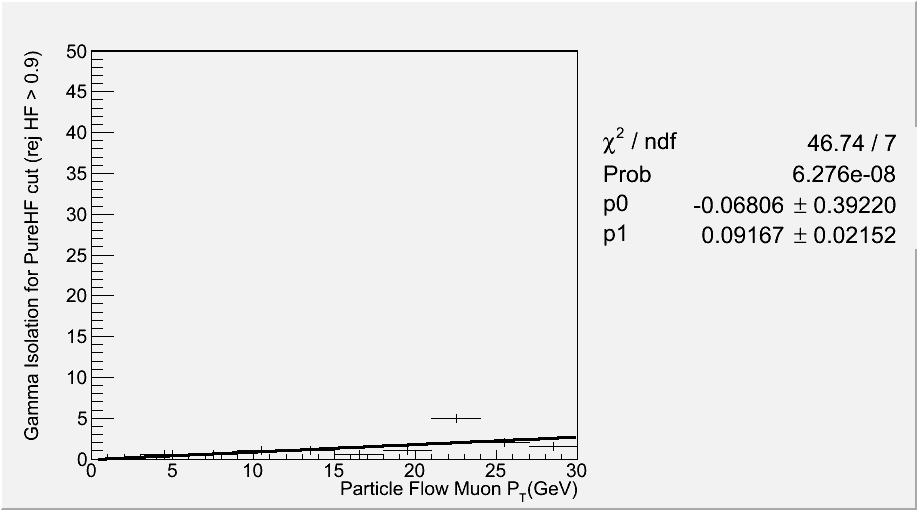 Gamma Isolation for PureHF cut (rej HF > 0.9)
50
45
40
35
30
25
20
15
10
5
0
0 5 10 15 20 25 30
Particle Flow Muon P_T(GeV)
χ² / ndf 46.74 / 7
Prob 6.276e-08
p0 -0.06806 ± 0.39220
p1 0.09167 ± 0.02152